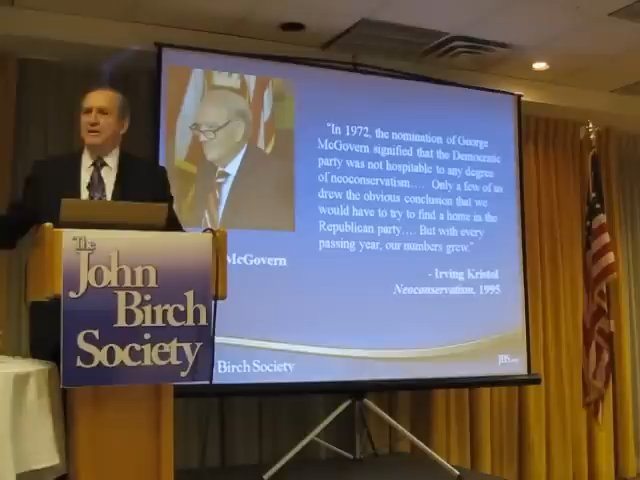 "In 1972, the nomination of George
McGovern signified that the Democratic
party was not hospitable to any degree
of neoconservatism.... Only a few of us
drew the obvious conclusion that we
would have to try to find a home in the
Republican party.... But with every
passing year, our numbers grew."
- Irving Kristol
Neoconservatism, 1995
McGovern
The
John
Birch
Society
Birch Society
JBS.org